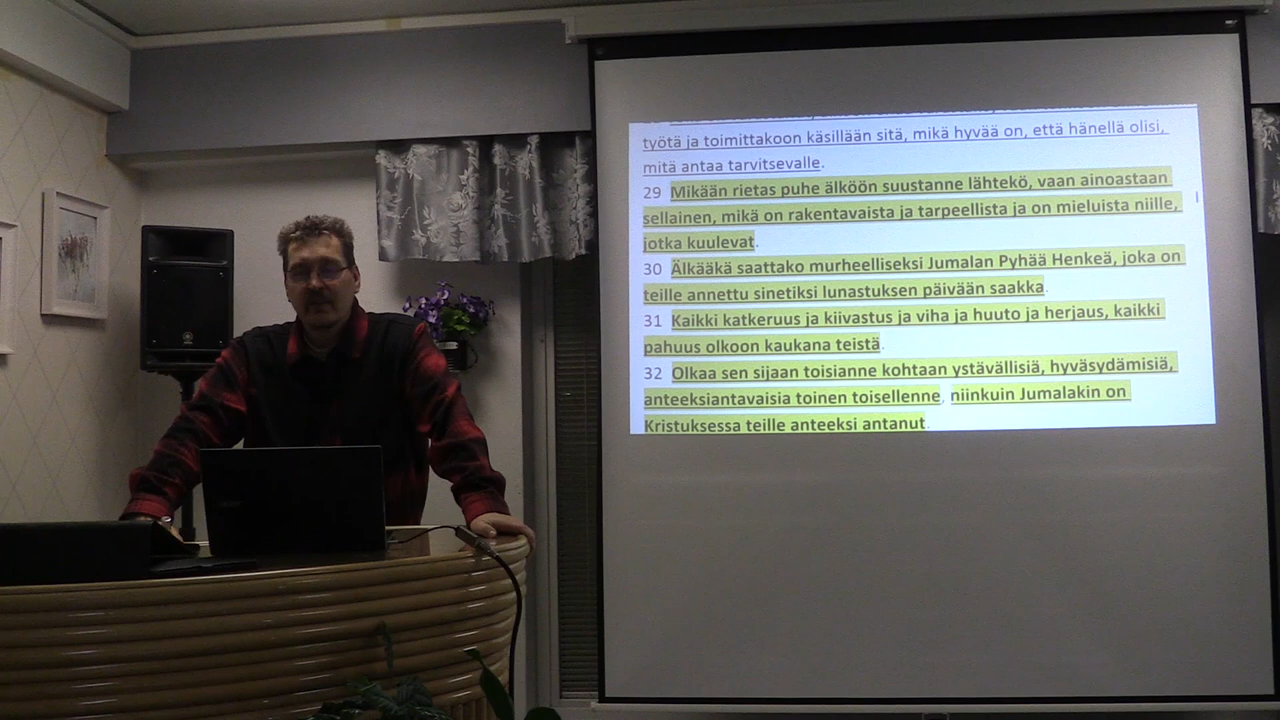 työtä ja toimittakoon käsillään sitä, mikä hyvää on, että hänellä olisi,
mitä antaa tarvitsevalle.
29 Mikään rietas puhe älköön suustanne lähtekö, vaan ainoastaan
sellainen, mikä on rakentavaista ja tarpeellista ja on mieluista niille,
jotka kuulevat.
30 Älkääkä saattako murheelliseksi Jumalan Pyhää Henkeä, joka on
teille annettu sinetiksi lunastuksen päivään saakka.
31 Kaikki katkeruus ja kiivastus ja viha ja huuto ja herjaus, kaikki
pahuus olkoon kaukana teistä.
32 Olkaa sen sijaan toisianne kohtaan ystävällisiä, hyväsydämisiä,
anteeksiantavaisia toinen toisellenne, niinkuin Jumalakin on
Kristuksessa teille anteeksi antanut.